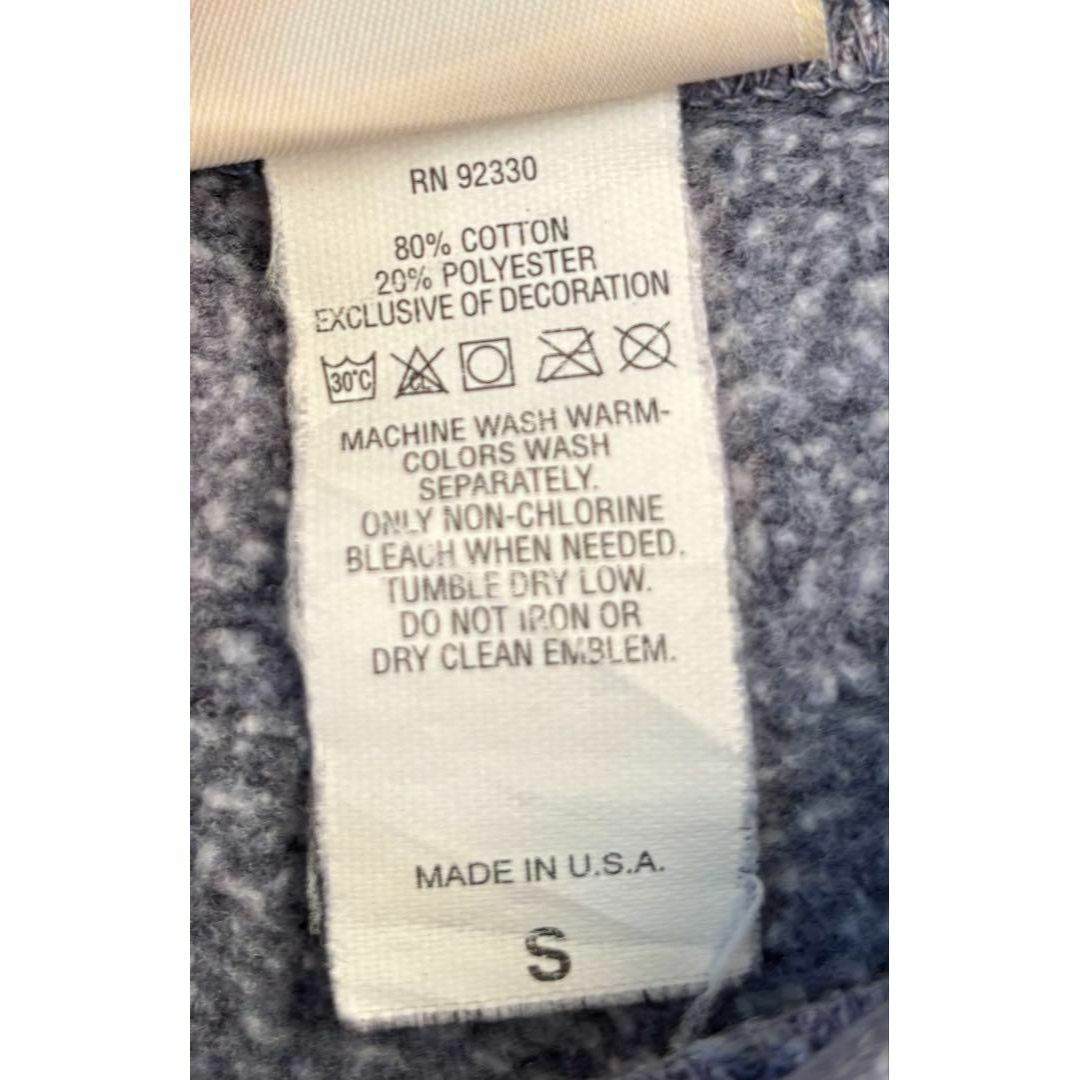 RN 92330
80% COTTON
20% POLYESTER
EXCLUSIVE OF DECORATION
30°C CL
MACHINE WASH WARM-
COLORS WASH
SEPARATELY.
ONLY NON-CHLORINE
BLEACH WHEN NEEDED.
TUMBLE DRY LOW.
DO NOT IRON OR
DRY CLEAN EMBLEM.
MADE IN U.S.A.
S